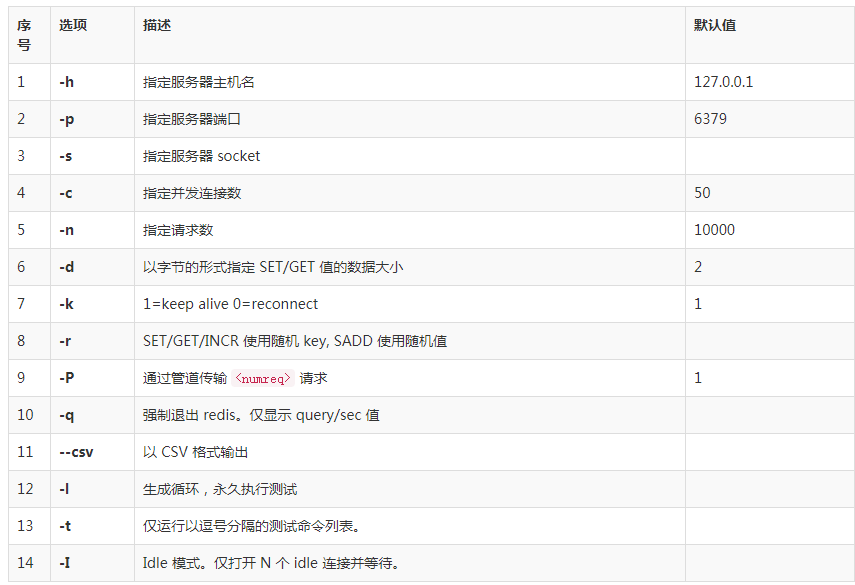 序号 选项 描述 默认值
1 -h 指定服务器主机名 127.0.0.1
2 -p 指定服务器端口 6379
3 -s 指定服务器 socket
4 -c 指定并发连接数 50
5 -n 指定请求数 10000
6 -d 以字节的形式指定 SET/GET 值的数据大小 2
7 -k 1=keep alive 0=reconnect 1
8 -r SET/GET/INCR 使用随机 key, SADD 使用随机值
9 -P 通过管道传输 <numreq> 请求 1
10 -q 强制退出 redis。仅显示 query/sec 值
11 --csv 以 CSV 格式输出
12 -l 生成循环，永久执行测试
13 -t 仅运行以逗号分隔的测试命令列表。
14 -I Idle 模式。仅打开 N 个 idle 连接并等待。